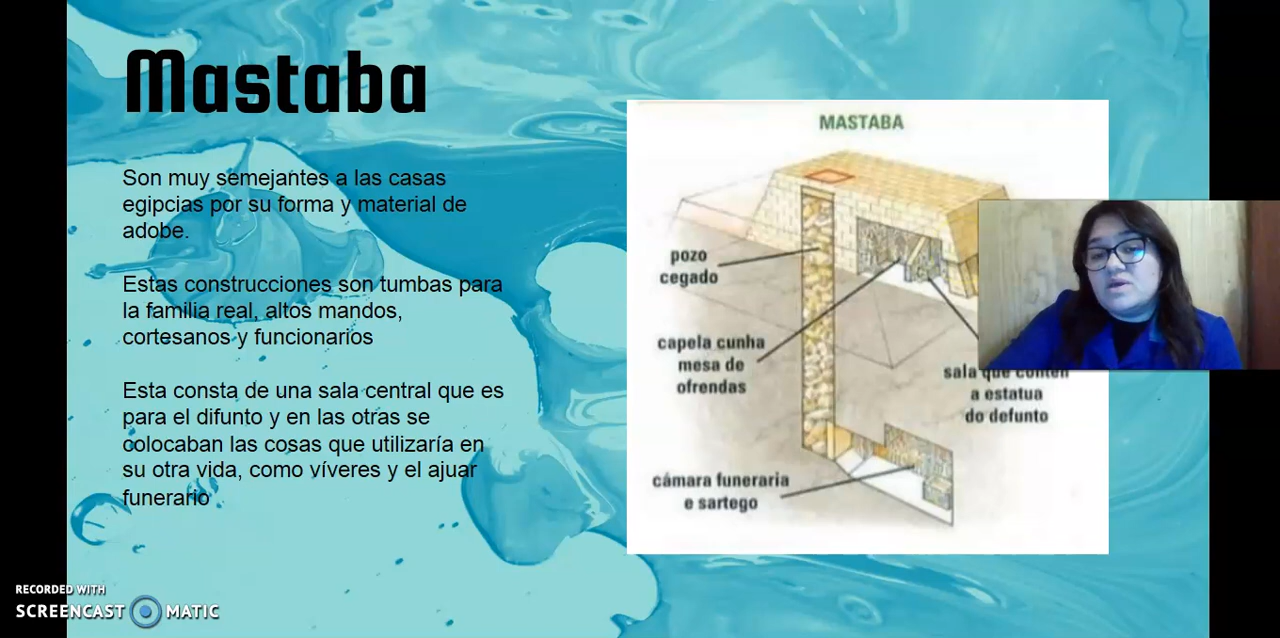 Mastaba
Son muy semejantes a las casas
egipcias por su forma y material de
adobe.
Estas construcciones son tumbas para
la familia real, altos mandos,
cortesanos y funcionarios
Esta consta de una sala central que es
para el difunto y en las otras se
colocaban las cosas que utilizaría en
su otra vida, como víveres y el ajuar
funerario
MASTABA
pozo
cegado
capela cunha
mesa de
ofrendas
sala que conten
a estatua
do defunto
cámara funeraria
e sartego
RECORDED WITH
SCREENCAST MATIC